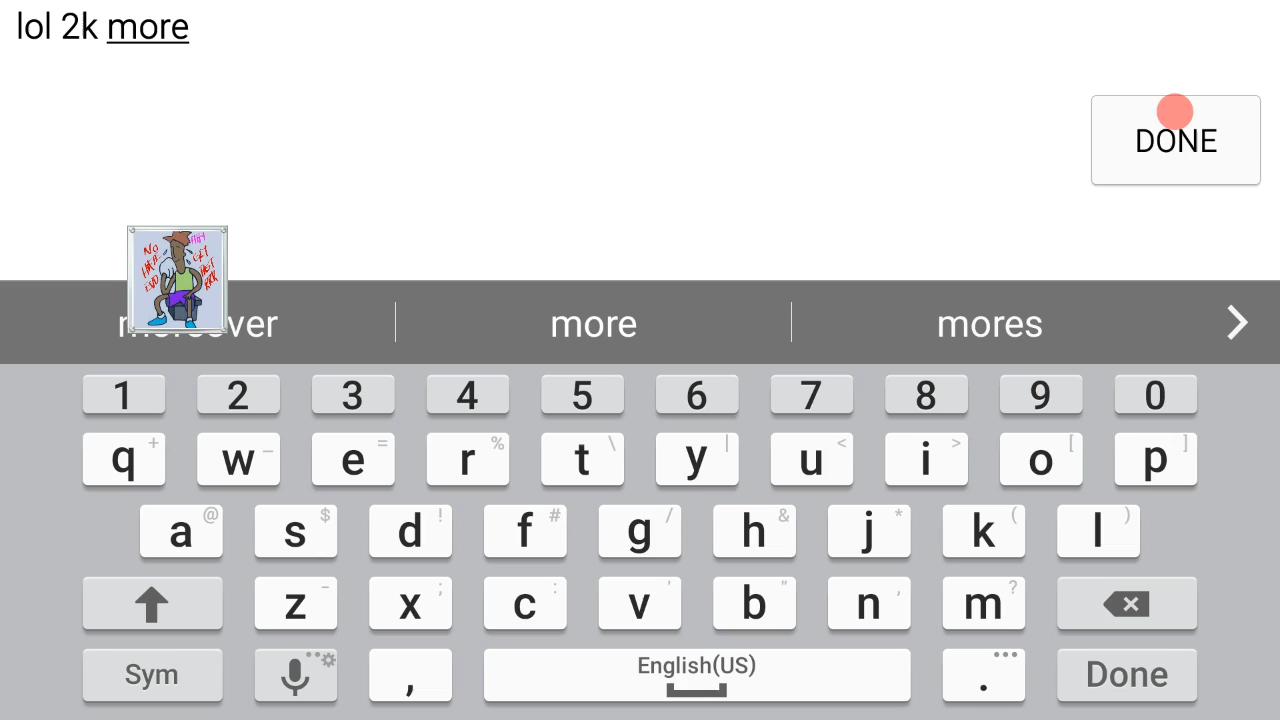 lol 2k more
DONE
more mores
1 2 3 4 5 6 7 8 9 0
q + w – e = r % t \ y | u < i > o [ p ]
a @ s $ d ! f # g / h & j * k ( l )
z - x ; c : v ' b " n , m ?
Sym , English(US) . ... Done